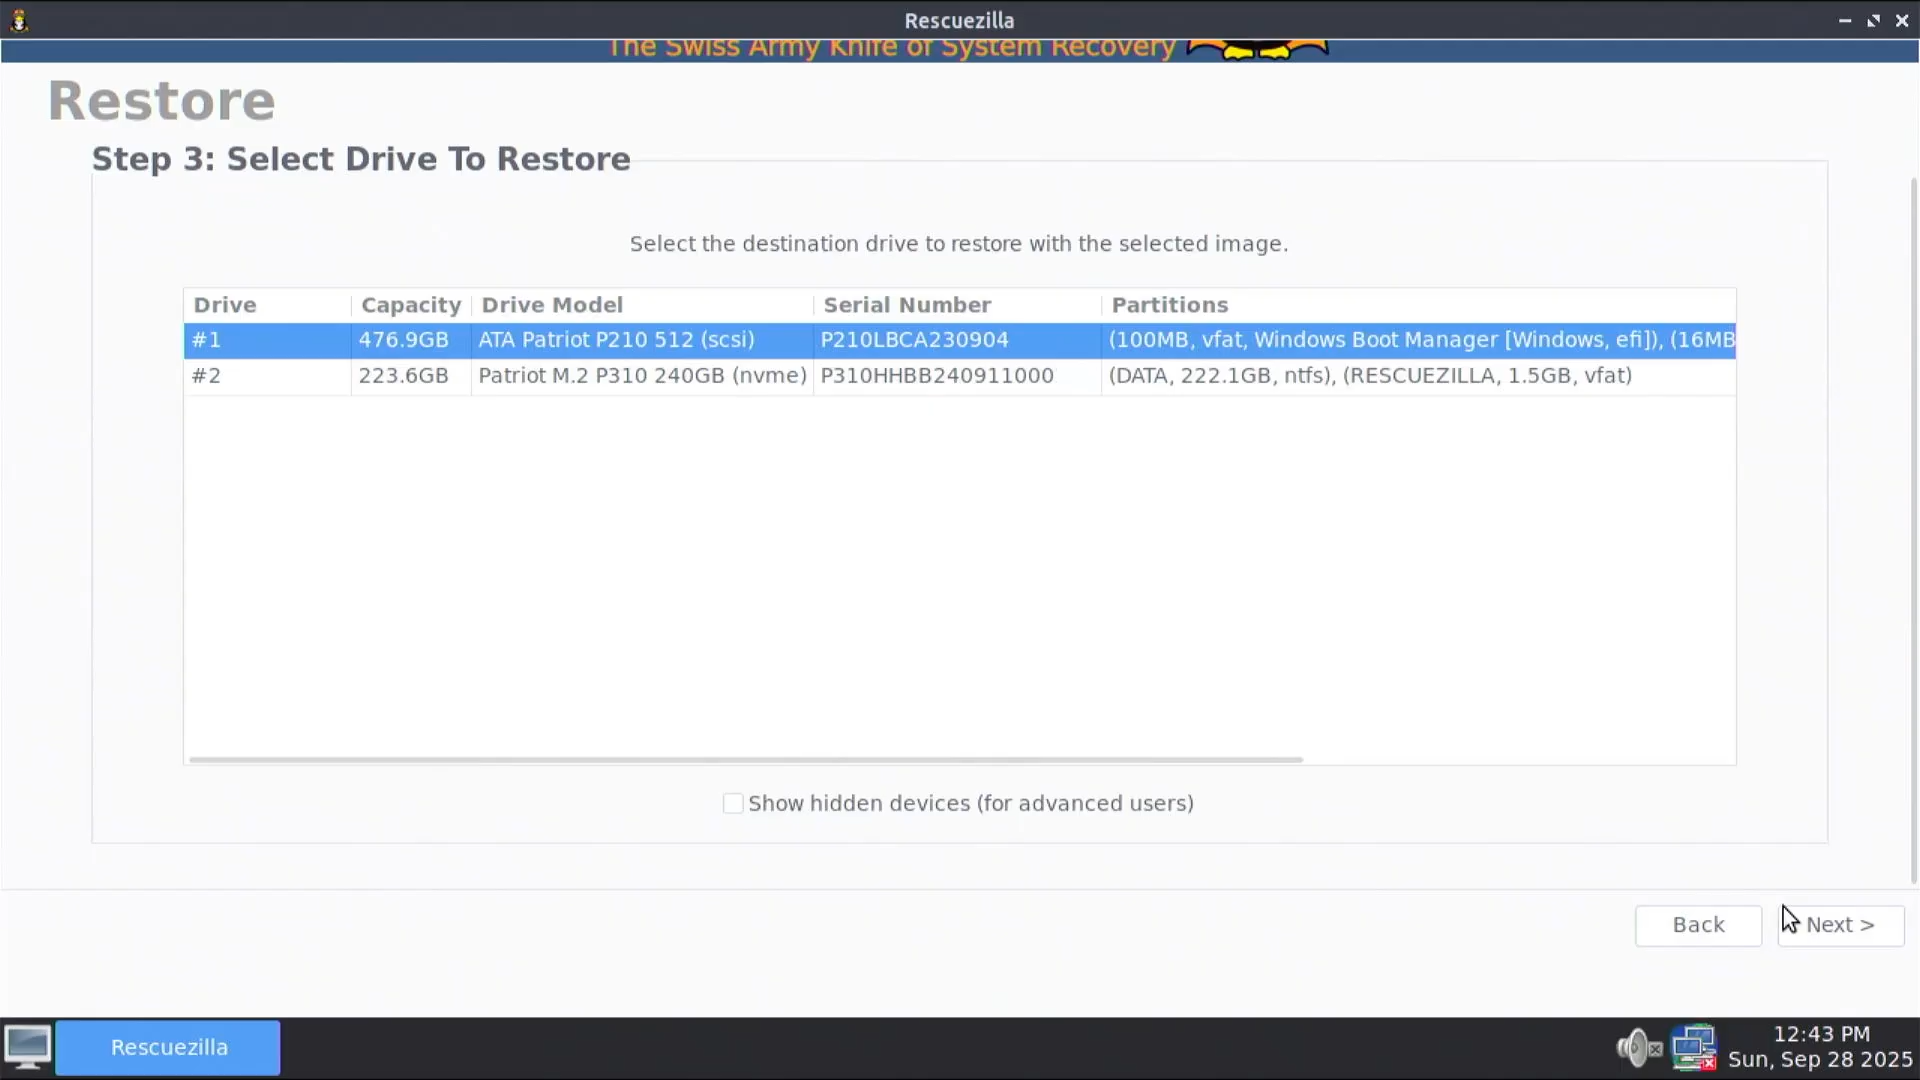 Rescuezilla
The Swiss Army Knife of System Recovery
Restore
Step 3: Select Drive To Restore
Select the destination drive to restore with the selected image.
Drive Capacity Drive Model Serial Number Partitions
#1 476.9GB ATA Patriot P210 512 (scsi) P210LBCA230904 (100MB, vfat, Windows Boot Manager [Windows, efi]), (16MB
#2 223.6GB Patriot M.2 P310 240GB (nvme) P310HHBB240911000 (DATA, 222.1GB, ntfs), (RESCUEZILLA, 1.5GB, vfat)
Show hidden devices (for advanced users)
Back Next >
Rescuezilla
12:43 PM
Sun, Sep 28 2025